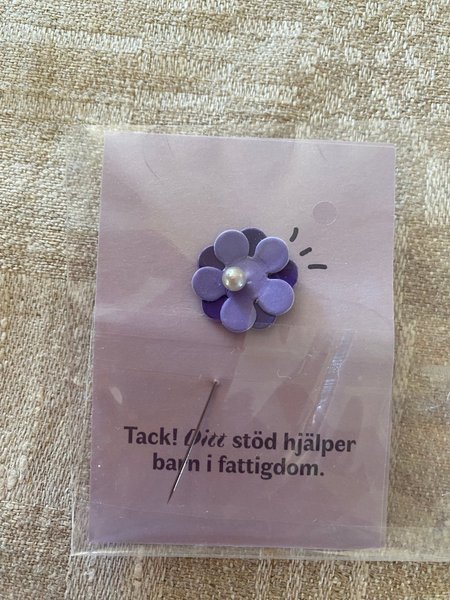 Tack! Ditt stöd hjälper
barn i fattigdom.